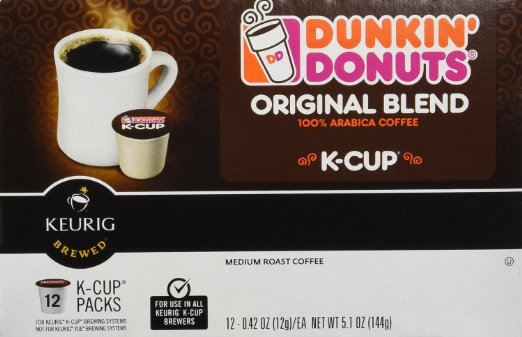 DUNKIN'
DONUTS®
DD
ORIGINAL BLEND
100% ARABICA COFFEE
K-CUP®
K-CUP
KEURIG®
BREWED®
MEDIUM ROAST COFFEE
U
12
K-CUP®
PACKS
FOR KEURIG® K-CUP® BREWING SYSTEMS
NOT FOR KEURIG® VUE® BREWING SYSTEMS
FOR USE IN ALL
KEURIG K-CUP
BREWERS
12 - 0.42 OZ (12g)/EA NET WT 5.1 OZ (144g)